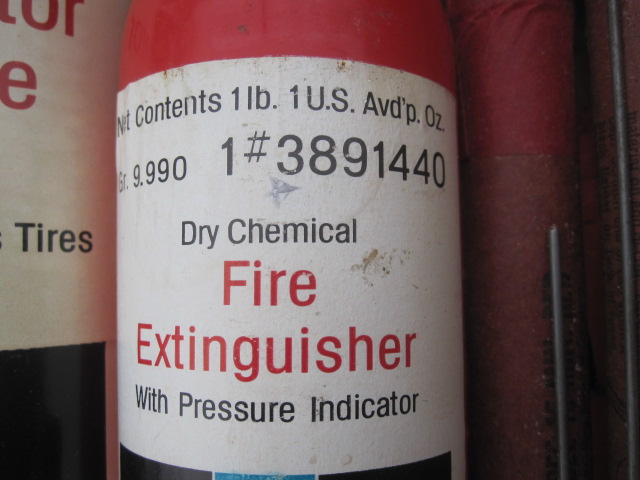 tor
e
s Tires
Net Contents 1 lb. 1 U.S. Avd'p. Oz.
Gr. 9.990 1#3891440
Dry Chemical
Fire
Extinguisher
With Pressure Indicator